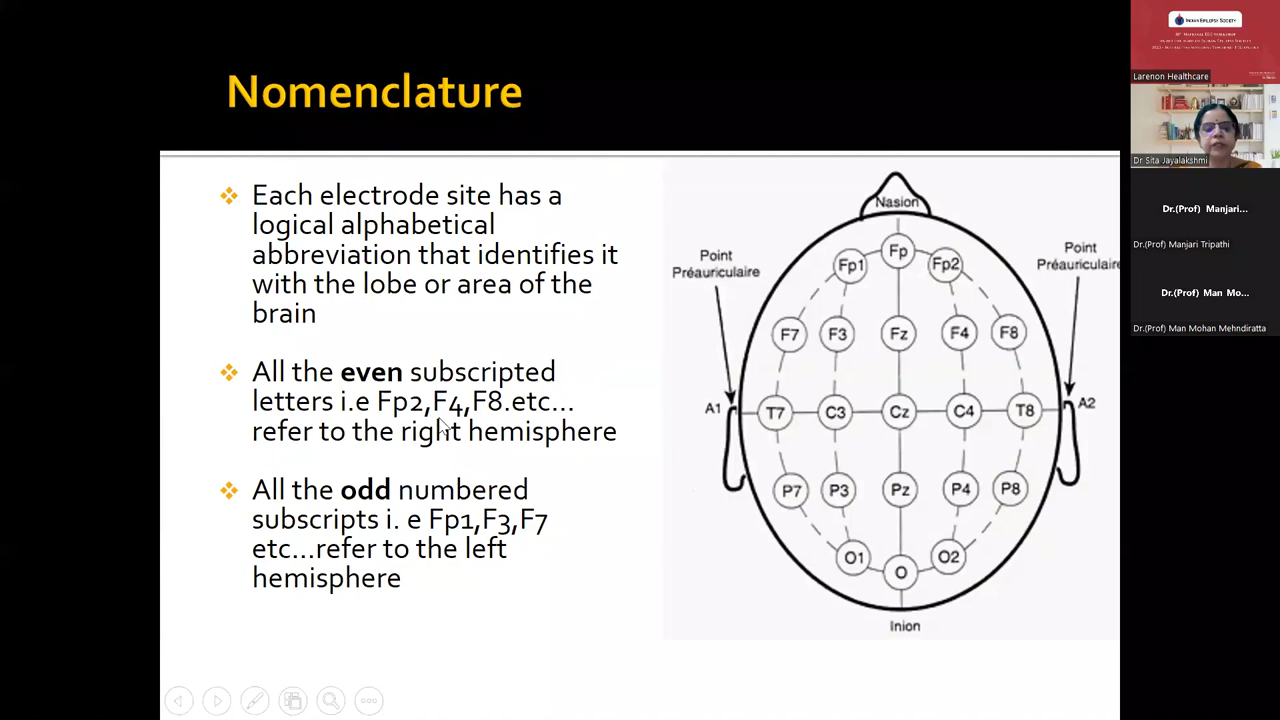 Nomenclature
Each electrode site has a
logical alphabetical
abbreviation that identifies it
with the lobe or area of the
brain
All the even subscripted
letters i.e Fp2,F4,F8.etc...
refer to the right hemisphere
All the odd numbered
subscripts i. e Fp1,F3,F7
etc...refer to the left
hemisphere
Nasion
Point
Préauriculaire
Point
Préauriculaire
Fp1 Fp Fp2
F7 F3 Fz F4 F8
A1 T7 C3 Cz C4 T8 A2
P7 P3 Pz P4 P8
O1 O O2
Inion
INDIAN EPILEPSY SOCIETY
Larenon Healthcare
Dr Sita Jayalakshmi
Dr.(Prof) Manjari...
Dr.(Prof) Manjari Tripathi
Dr.(Prof) Man Mo...
Dr.(Prof) Man Mohan Mehndiratta